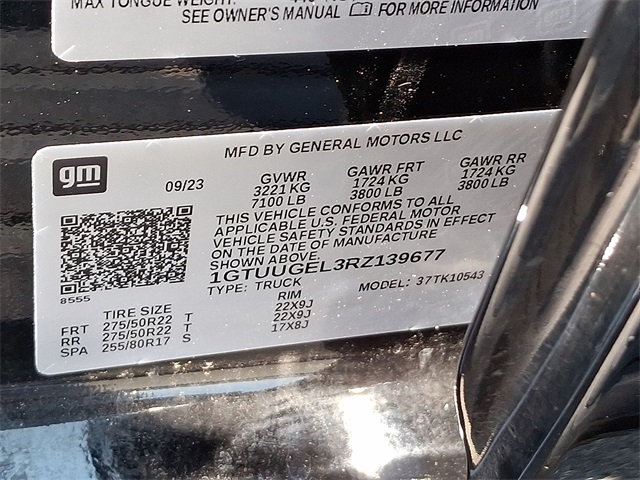 MAX TONGUE WEIGHT:
SEE OWNER'S MANUAL FOR MORE INFORMATION
gm
MFD BY GENERAL MOTORS LLC
09/23
GVWR GAWR FRT GAWR RR
3221 KG 1724 KG 1724 KG
7100 LB 3800 LB 3800 LB
THIS VEHICLE CONFORMS TO ALL
APPLICABLE U.S. FEDERAL MOTOR
VEHICLE SAFETY STANDARDS IN EFFECT
ON THE DATE OF MANUFACTURE
SHOWN ABOVE.
1GTUUGEL3RZ139677
TYPE: TRUCK MODEL: 37TK10543
8555
TIRE SIZE RIM
FRT 275/50R22 T 22X9J
RR 275/50R22 T 22X9J
SPA 255/80R17 S 17X8J